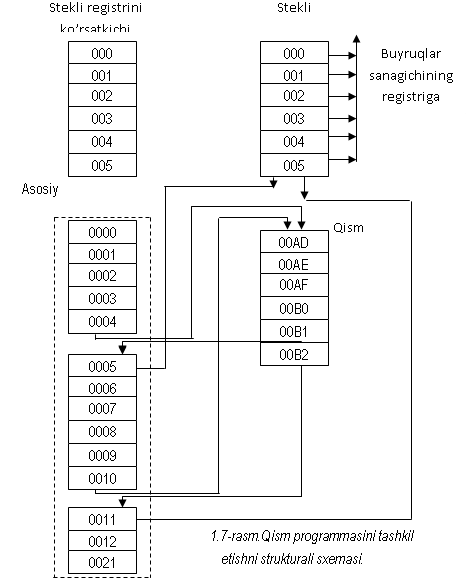 Stekli registrini
ko'rsatkichi
000
001
002
003
004
005
Stekli
000
001
002
003
004
005
Buyruqlar
sanagichining
registriga
Asosiy
0000
0001
0002
0003
0004
0005
0006
0007
0008
0009
0010
0011
0012
0021
Qism
00AD
00AE
00AF
00B0
00B1
00B2
1.7-rasm.Qism programmasini tashkil
etishni strukturali sxemasi.